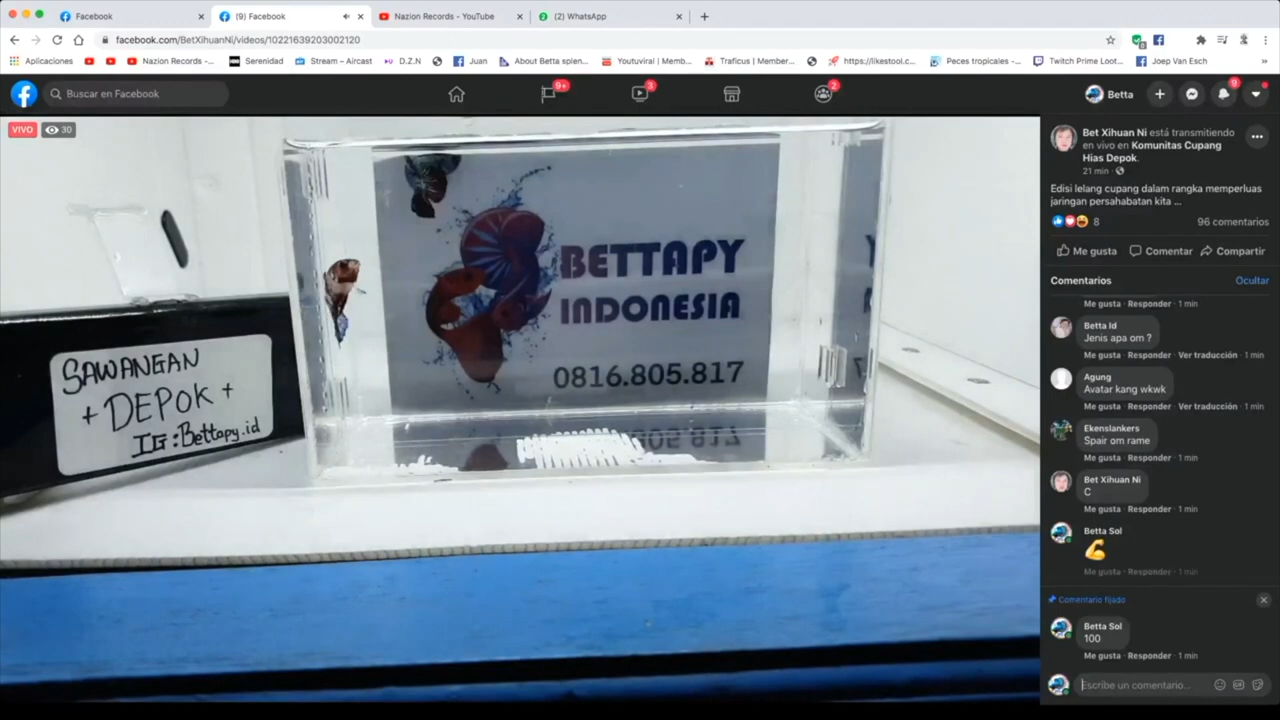 Facebook
(9) Facebook
Nazion Records - YouTube
(2) WhatsApp
facebook.com/BetXihuanNi/videos/10221639203002120
Aplicaciones
Nazion Records -...
Serenidad
Stream – Aircast
D.Z.N
Juan
About Betta splen...
Youtuviral | Memb...
Traficus | Member...
https://likestool.c...
Peces tropicales -...
Twitch Prime Loot...
Joep Van Esch
Buscar en Facebook
9+
3
2
Betta
9
VIVO
30
BETTAPY
INDONESIA
0816.805.817
SAWANGAN
+ DEPOK +
IG:Bettapy.id
Bet Xihuan Ni está transmitiendo
en vivo en Komunitas Cupang
Hias Depok.
21 min
Edisi lelang cupang dalam rangka memperluas
jaringan persahabatan kita ...
8
96 comentarios
Me gusta
Comentar
Compartir
Comentarios
Ocultar
Me gusta · Responder · 1 min
Betta Id
Jenis apa om ?
Me gusta · Responder · Ver traducción · 1 min
Agung
Avatar kang wkwk
Me gusta · Responder · Ver traducción · 1 min
Ekenslankers
Spair om rame
Me gusta · Responder · 1 min
Bet Xihuan Ni
C
Me gusta · Responder · 1 min
Betta Sol
💪
Me gusta · Responder · 1 min
Comentario fijado
Betta Sol
100
Me gusta · Responder · 1 min
Escribe un comentario...